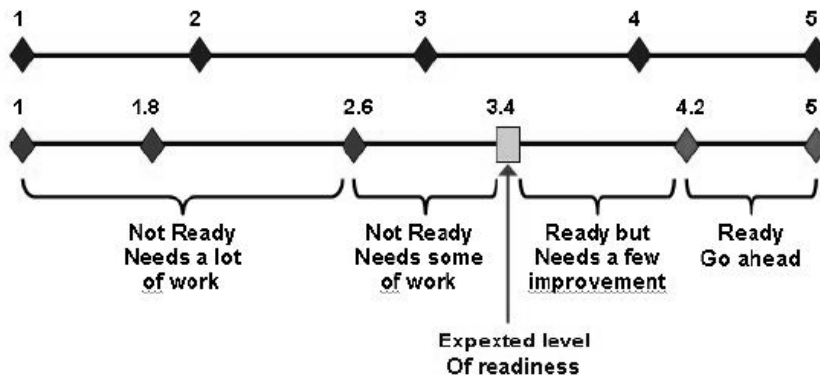 1 2 3 4 5
1 1.8 2.6 3.4 4.2 5
Not Ready
Needs a lot
of work
Not Ready
Needs some
of work
Ready but
Needs a few
improvement
Ready
Go ahead
Expexted level
Of readiness